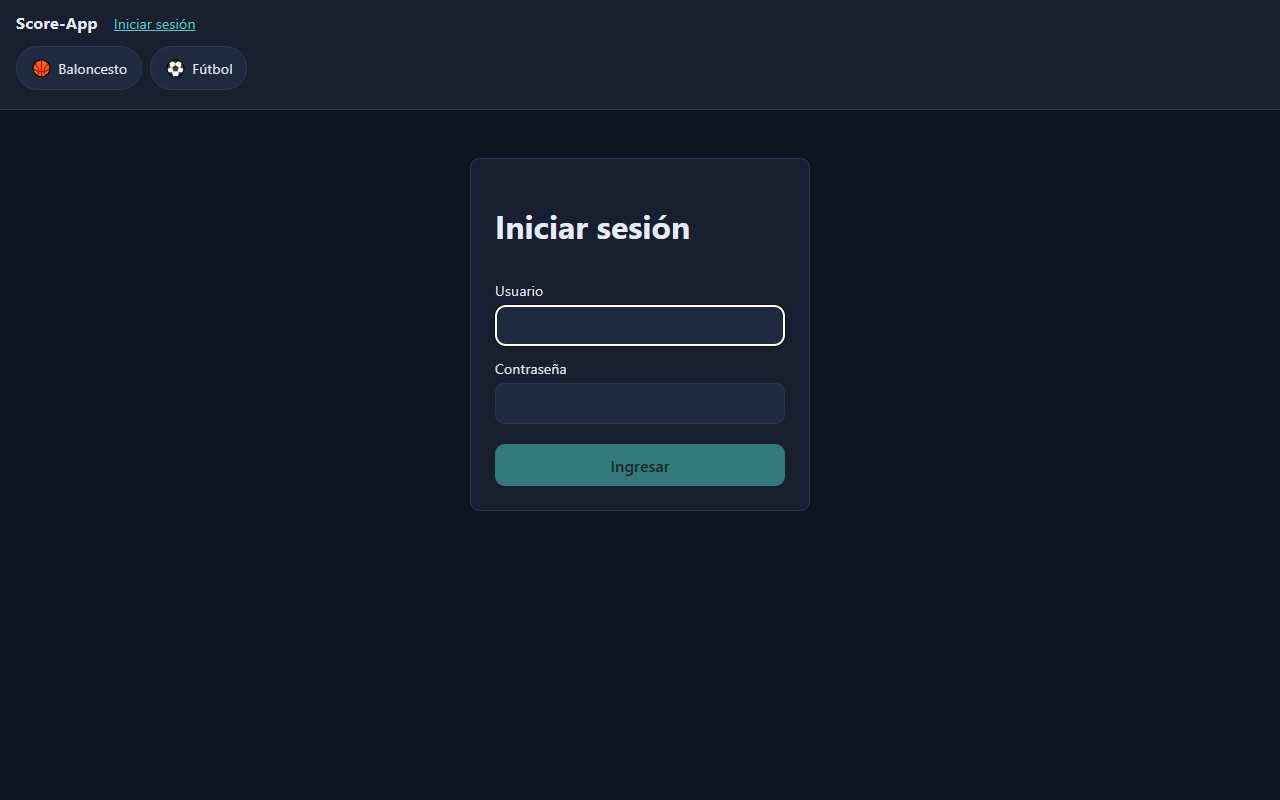 Score-App Iniciar sesión
Baloncesto Fútbol
Iniciar sesión
Usuario
Contraseña
Ingresar